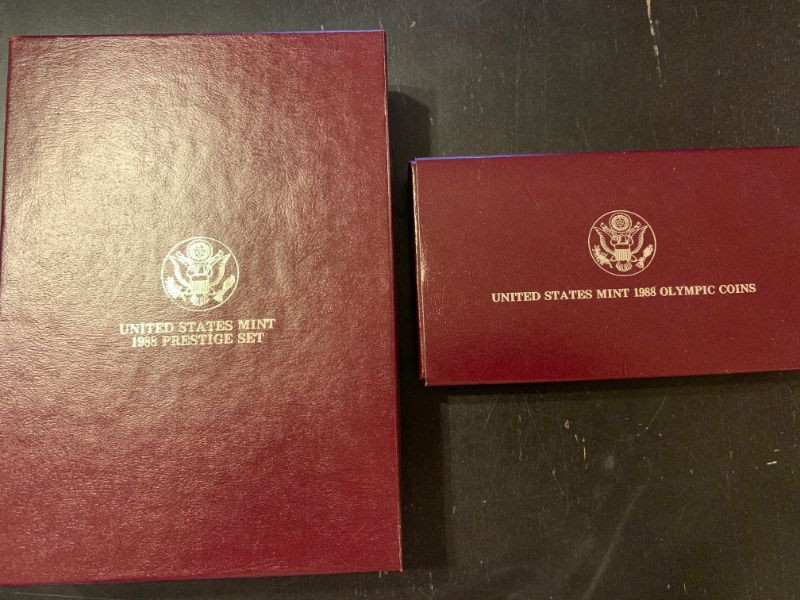 UNITED STATES MINT
1988 PRESTIGE SET
UNITED STATES MINT 1988 OLYMPIC COINS